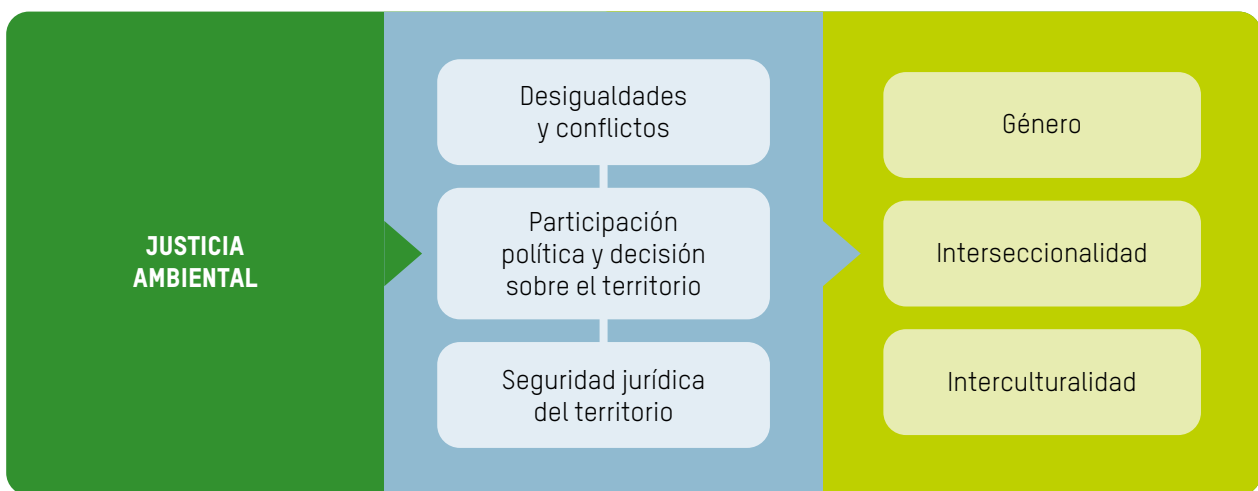 JUSTICIA
AMBIENTAL
Desigualdades
y conflictos
Participación
política y decisión
sobre el territorio
Seguridad jurídica
del territorio
Género
Interseccionalidad
Interculturalidad